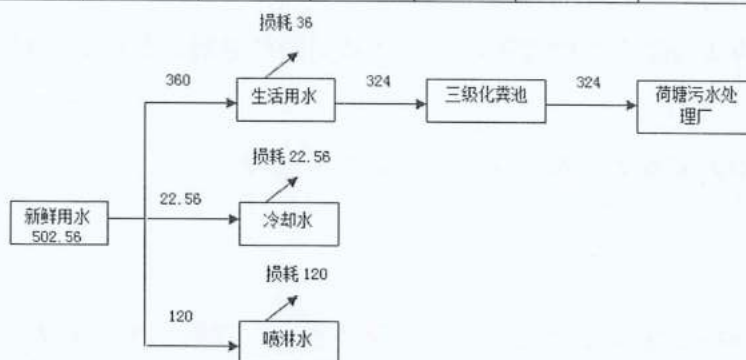 损耗 36
360
生活用水
324
三级化粪池
324
荷塘污水处
理厂
损耗 22.56
22.56
新鲜用水
502.56
冷却水
损耗 120
120
喷淋水